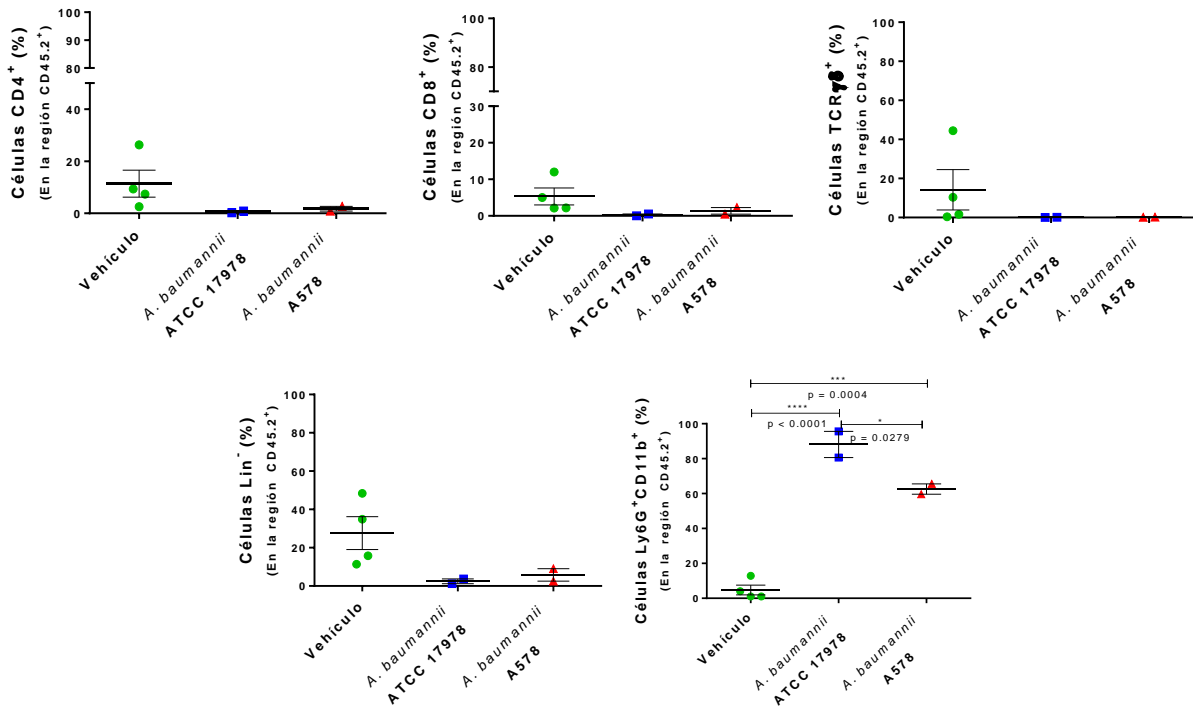 Células CD4⁺ (%)
(En la región CD45.2⁺)
100
80
60
40
20
0
Vehículo
A. baumannii
ATCC 17978
A. baumannii
A578
Células CD8⁺ (%)
(En la región CD45.2⁺)
100
80
60
30
20
10
0
Vehículo
A. baumannii
ATCC 17978
A. baumannii
A578
Células TCR⁺ (%)
(En la región CD45.2⁺)
100
80
60
40
20
0
Vehículo
A. baumannii
ATCC 17978
A. baumannii
A578
Células Lin⁻ (%)
(En la región CD45.2⁺)
100
80
60
40
20
0
Vehículo
A. baumannii
ATCC 17978
A. baumannii
A578
Células Ly6G⁺CD11b⁺ (%)
(En la región CD45.2⁺)
100
80
60
40
20
0
***
p = 0.0004
****
p < 0.0001
*
p = 0.0279
Vehículo
A. baumannii
ATCC 17978
A. baumannii
A578